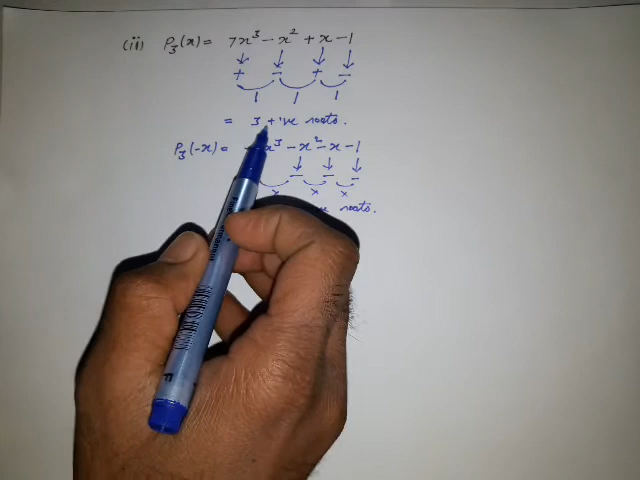 (ii) P₃(x) = 7x³ - x² + x - 1
+ - + -
1 1 1
= 3 +'ve roots.
P₃(-x) = x³ - x² - x - 1
- - -
x x x
roots.